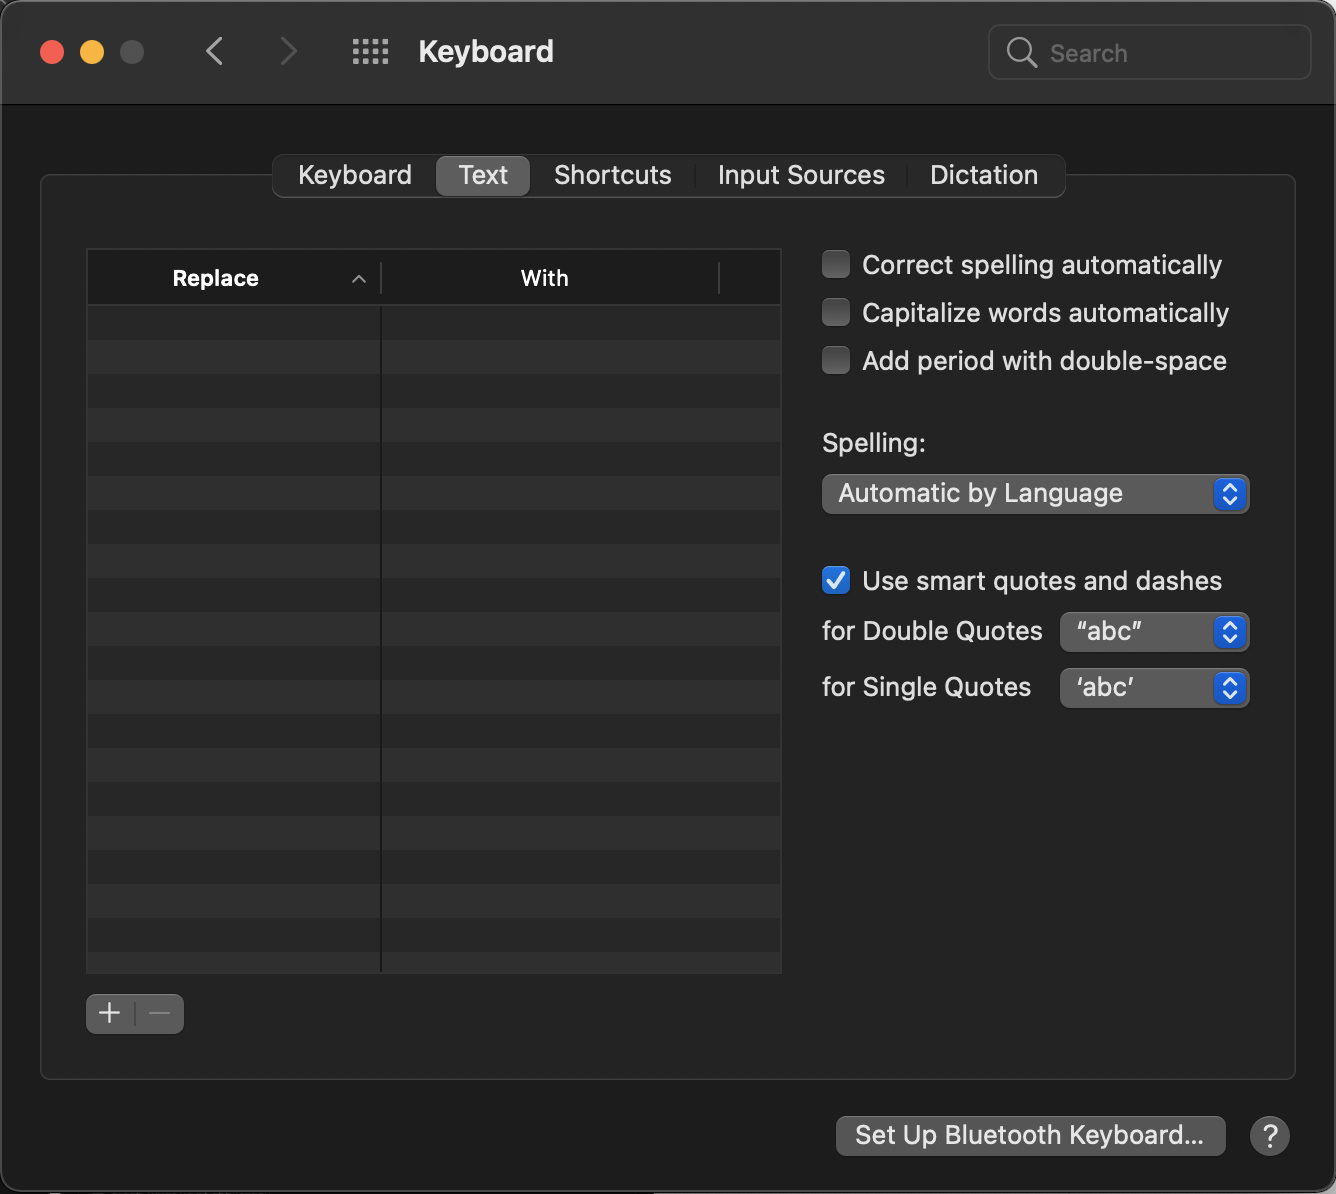 Keyboard
Search
Keyboard Text Shortcuts Input Sources Dictation
Replace With
Correct spelling automatically
Capitalize words automatically
Add period with double-space
Spelling:
Automatic by Language
Use smart quotes and dashes
for Double Quotes “abc”
for Single Quotes ‘abc’
Set Up Bluetooth Keyboard...
?